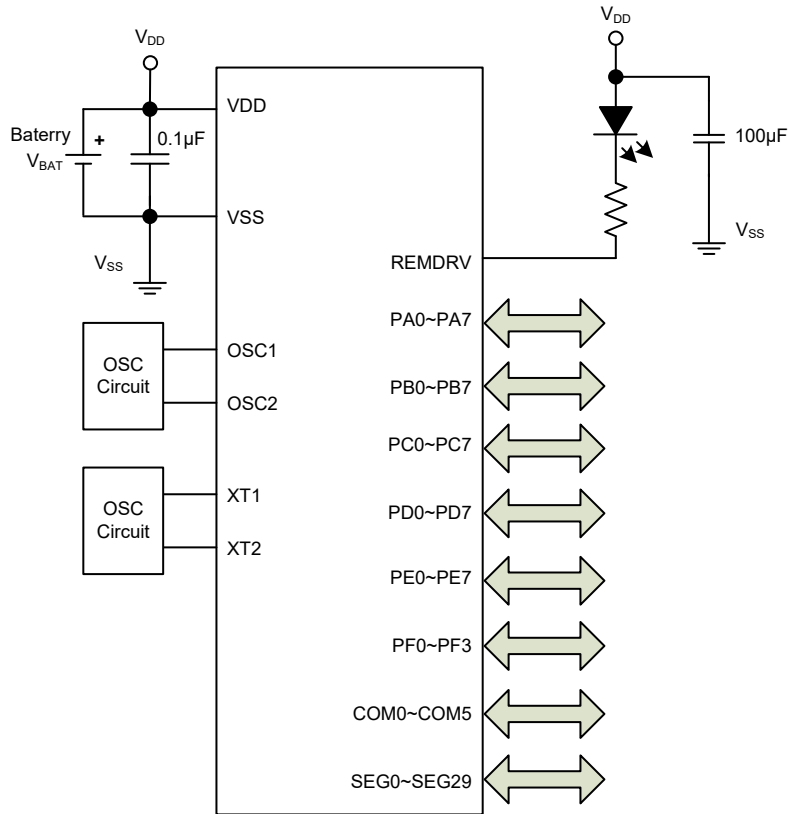 VDD
Baterry
VBAT
+
0.1μF
VSS
OSC
Circuit
OSC
Circuit
VDD
VSS
OSC1
OSC2
XT1
XT2
REMDRV
PA0~PA7
PB0~PB7
PC0~PC7
PD0~PD7
PE0~PE7
PF0~PF3
COM0~COM5
SEG0~SEG29
VDD
100μF
VSS